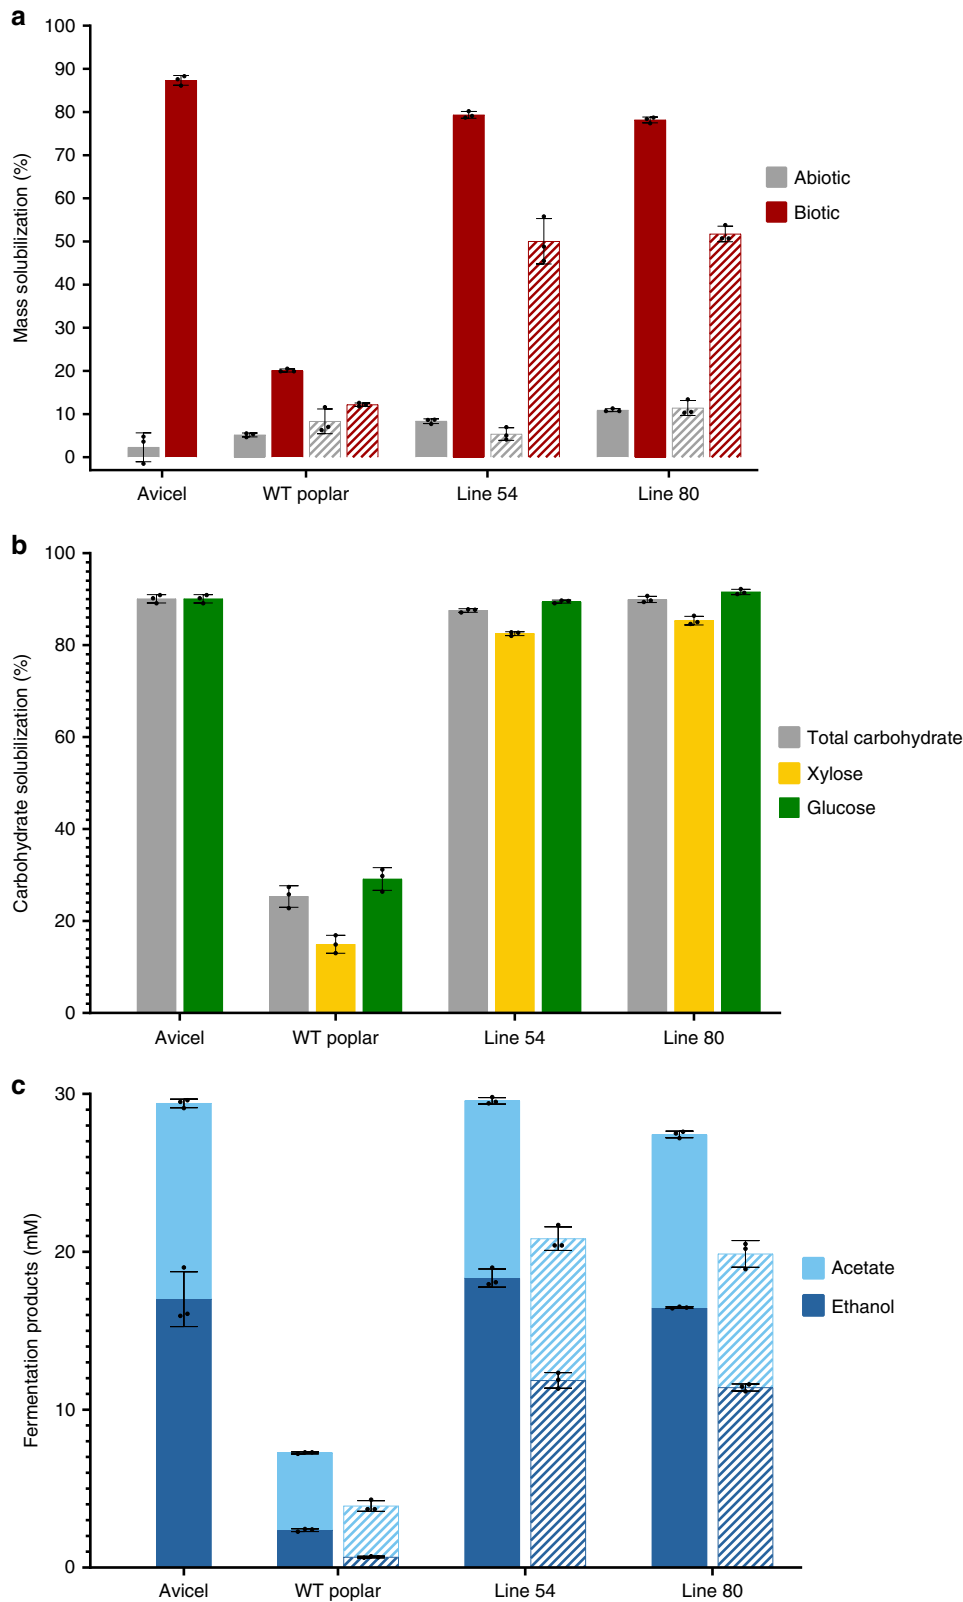 a
100
90
80
70
60
50
40
30
20
10
0
Mass solubilization (%)
Abiotic
Biotic
Avicel
WT poplar
Line 54
Line 80
b
100
80
60
40
20
0
Carbohydrate solubilization (%)
Total carbohydrate
Xylose
Glucose
Avicel
WT poplar
Line 54
Line 80
c
30
20
10
0
Fermentation products (mM)
Acetate
Ethanol
Avicel
WT poplar
Line 54
Line 80